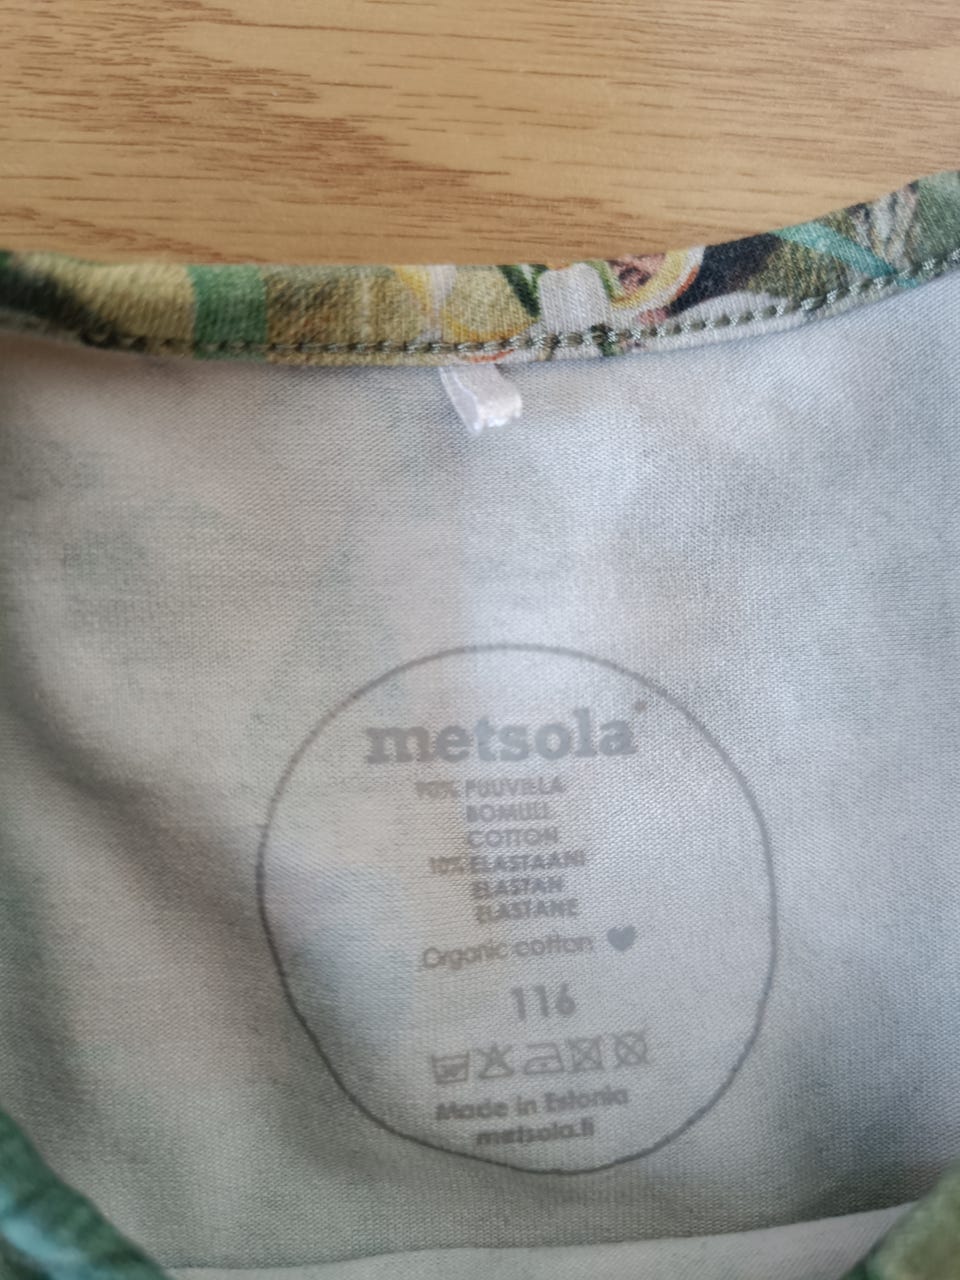 metsola
90% PUUVILLA
BOMULL
COTTON
10% ELASTAANI
ELASTAN
ELASTANE
Organic cotton
116
Made in Estonia
metsola.fi